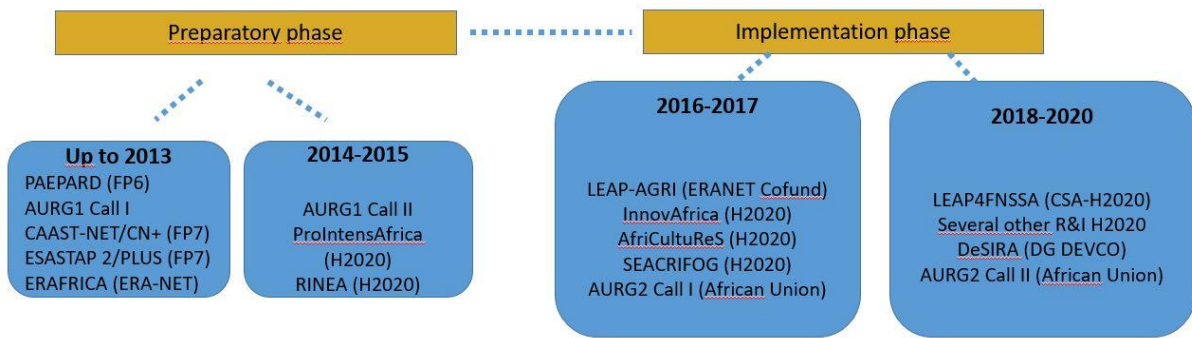 Preparatory phase
Implementation phase
Up to 2013
PAEPARD (FP6)
AURG1 Call I
CAAST-NET/CN+ (FP7)
ESASTAP 2/PLUS (FP7)
ERAFRICA (ERA-NET)
2014-2015
AURG1 Call II
ProIntensAfrica
(H2020)
RINEA (H2020)
2016-2017
LEAP-AGRI (ERANET Cofund)
InnovAfrica (H2020)
AfriCultuReS (H2020)
SEACRIFOG (H2020)
AURG2 Call I (African Union)
2018-2020
LEAP4FNSSA (CSA-H2020)
Several other R&I H2020
DeSIRA (DG DEVCO)
AURG2 Call II (African Union)